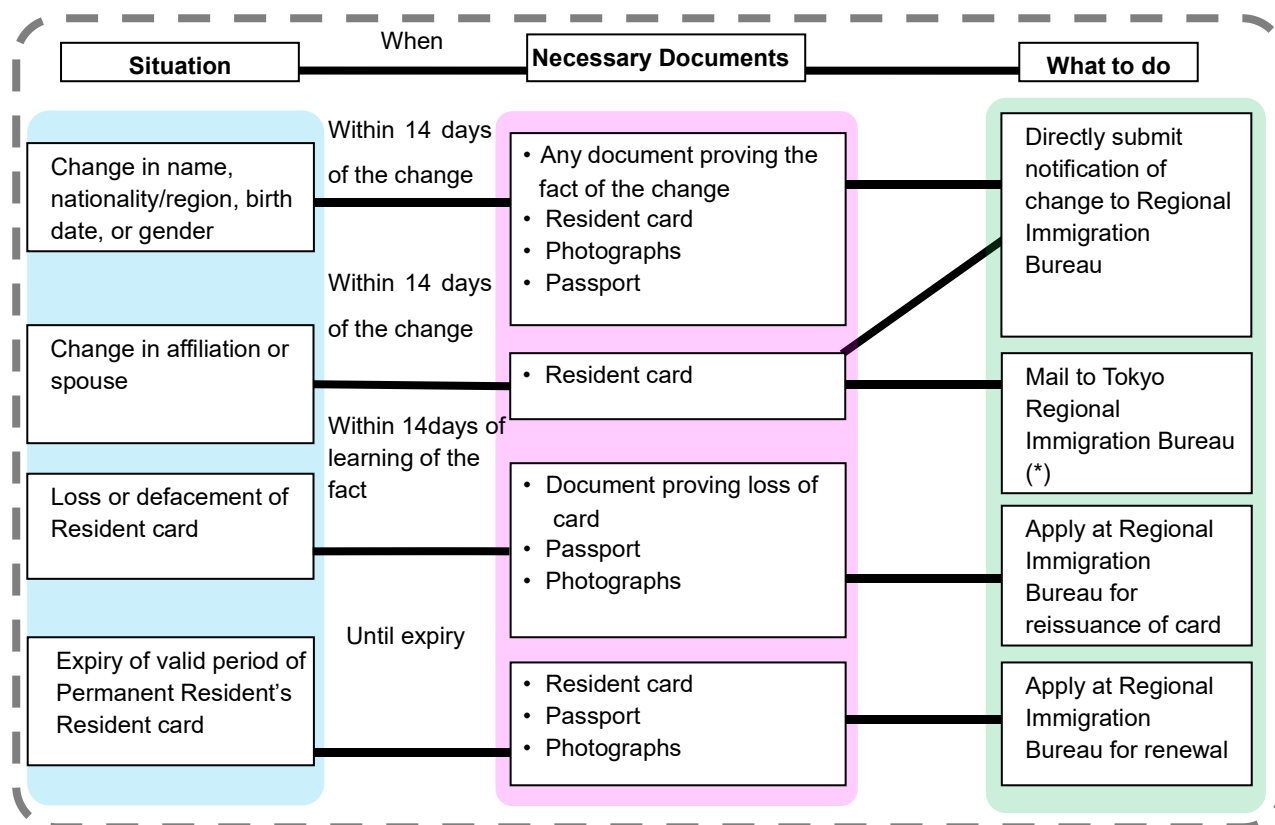 When
Situation
Necessary Documents
What to do
Change in name,
nationality/region, birth
date, or gender
Within 14 days
of the change
• Any document proving the
fact of the change
• Resident card
• Photographs
• Passport
Directly submit
notification of
change to Regional
Immigration
Bureau
Change in affiliation or
spouse
Within 14 days
of the change
• Resident card
Mail to Tokyo
Regional
Immigration Bureau
(*)
Loss or defacement of
Resident card
Within 14days of
learning of the
fact
• Document proving loss of
card
• Passport
• Photographs
Apply at Regional
Immigration
Bureau for
reissuance of card
Expiry of valid period of
Permanent Resident’s
Resident card
Until expiry
• Resident card
• Passport
• Photographs
Apply at Regional
Immigration
Bureau for renewal